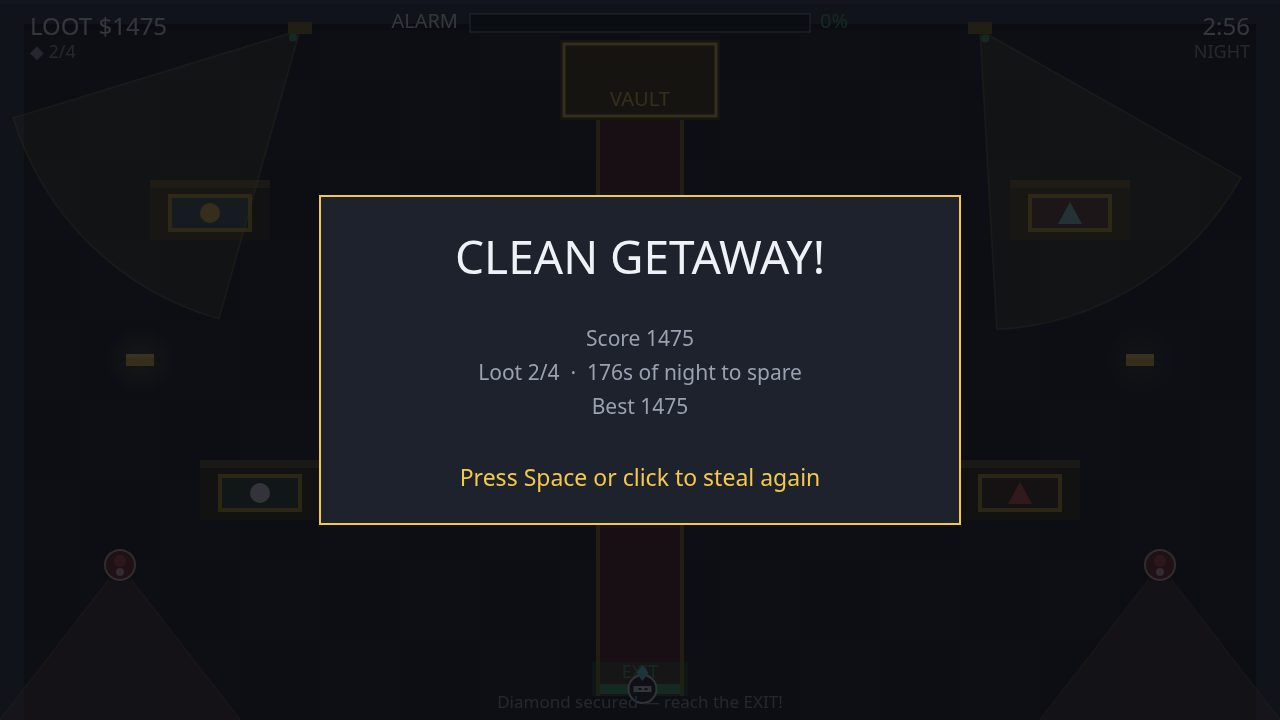 LOOT $1475
◆ 2/4
ALARM 0%
2:56
NIGHT
VAULT
CLEAN GETAWAY!
Score 1475
Loot 2/4 · 176s of night to spare
Best 1475
Press Space or click to steal again
EXIT
Diamond secured — reach the EXIT!